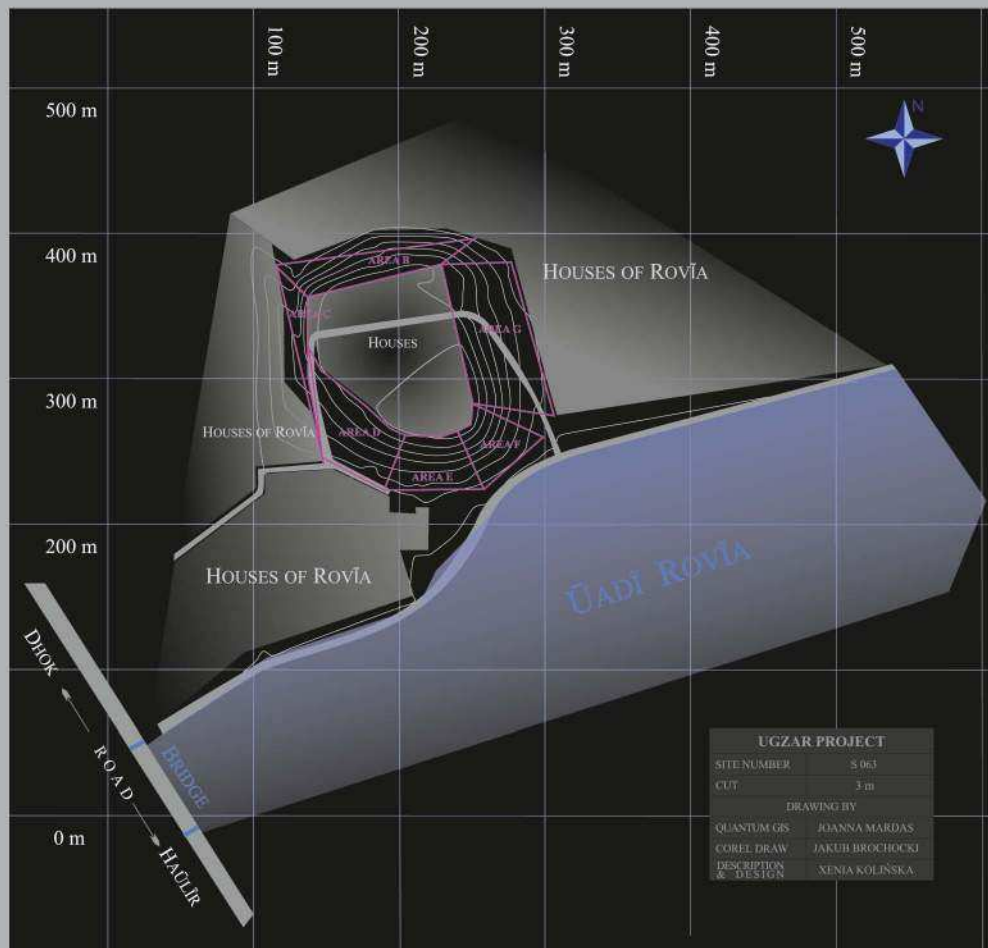 100 m
200 m
300 m
400 m
500 m
500 m
N
400 m
AREA B
HOUSES OF ROVĪA
AREA C
AREA G
HOUSES
300 m
HOUSES OF ROVĪA
AREA D
AREA F
AREA E
200 m
HOUSES OF ROVĪA
ŪADĪ ROVĪA
DHOK
ROAD
BRIDGE
HAŪLĪR
0 m
UGZAR PROJECT
SITE NUMBER S 063
CUT 3 m
DRAWING BY
QUANTUM GIS JOANNA MARDAS
COREL DRAW JAKUB BROCHOCKI
DESCRIPTION
& DESIGN XENIA KOLIŃSKA